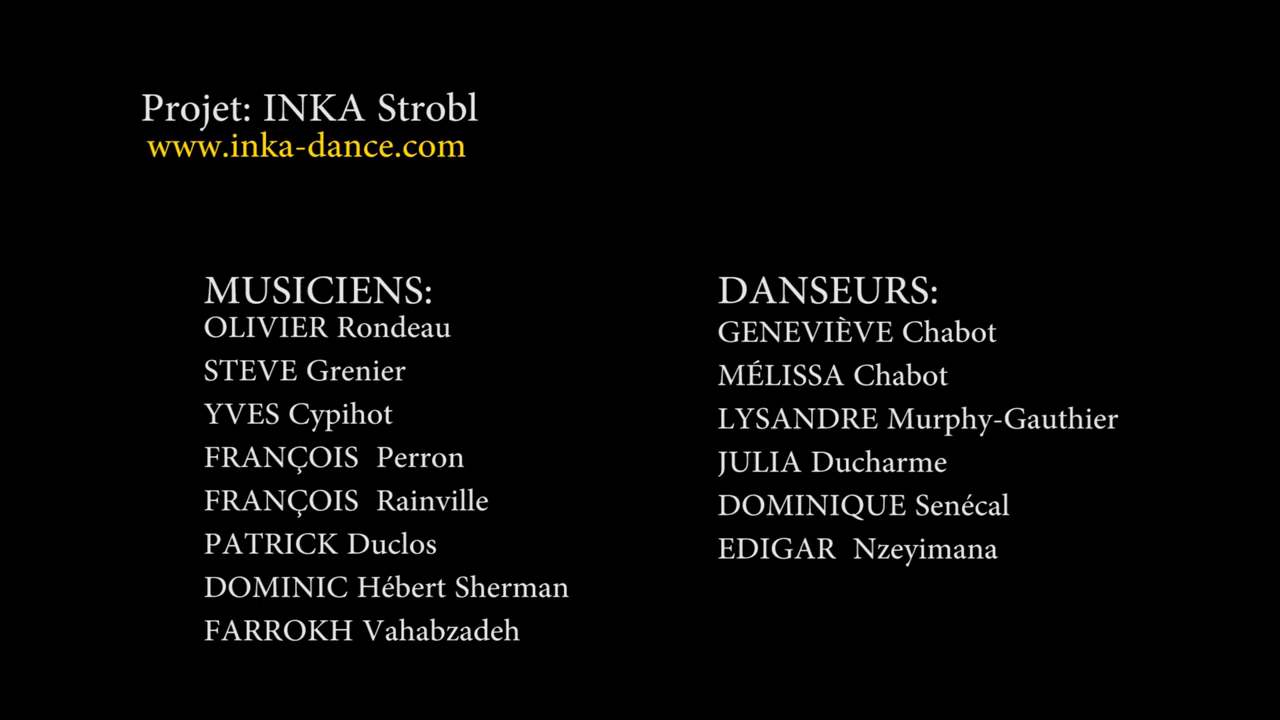 Projet: INKA Strobl
www.inka-dance.com
MUSICIENS:
OLIVIER Rondeau
STEVE Grenier
YVES Cypihot
FRANÇOIS Perron
FRANÇOIS Rainville
PATRICK Duclos
DOMINIC Hébert Sherman
FARROKH Vahabzadeh
DANSEURS:
GENEVIÈVE Chabot
MÉLISSA Chabot
LYSANDRE Murphy-Gauthier
JULIA Ducharme
DOMINIQUE Senécal
EDIGAR Nzeyimana